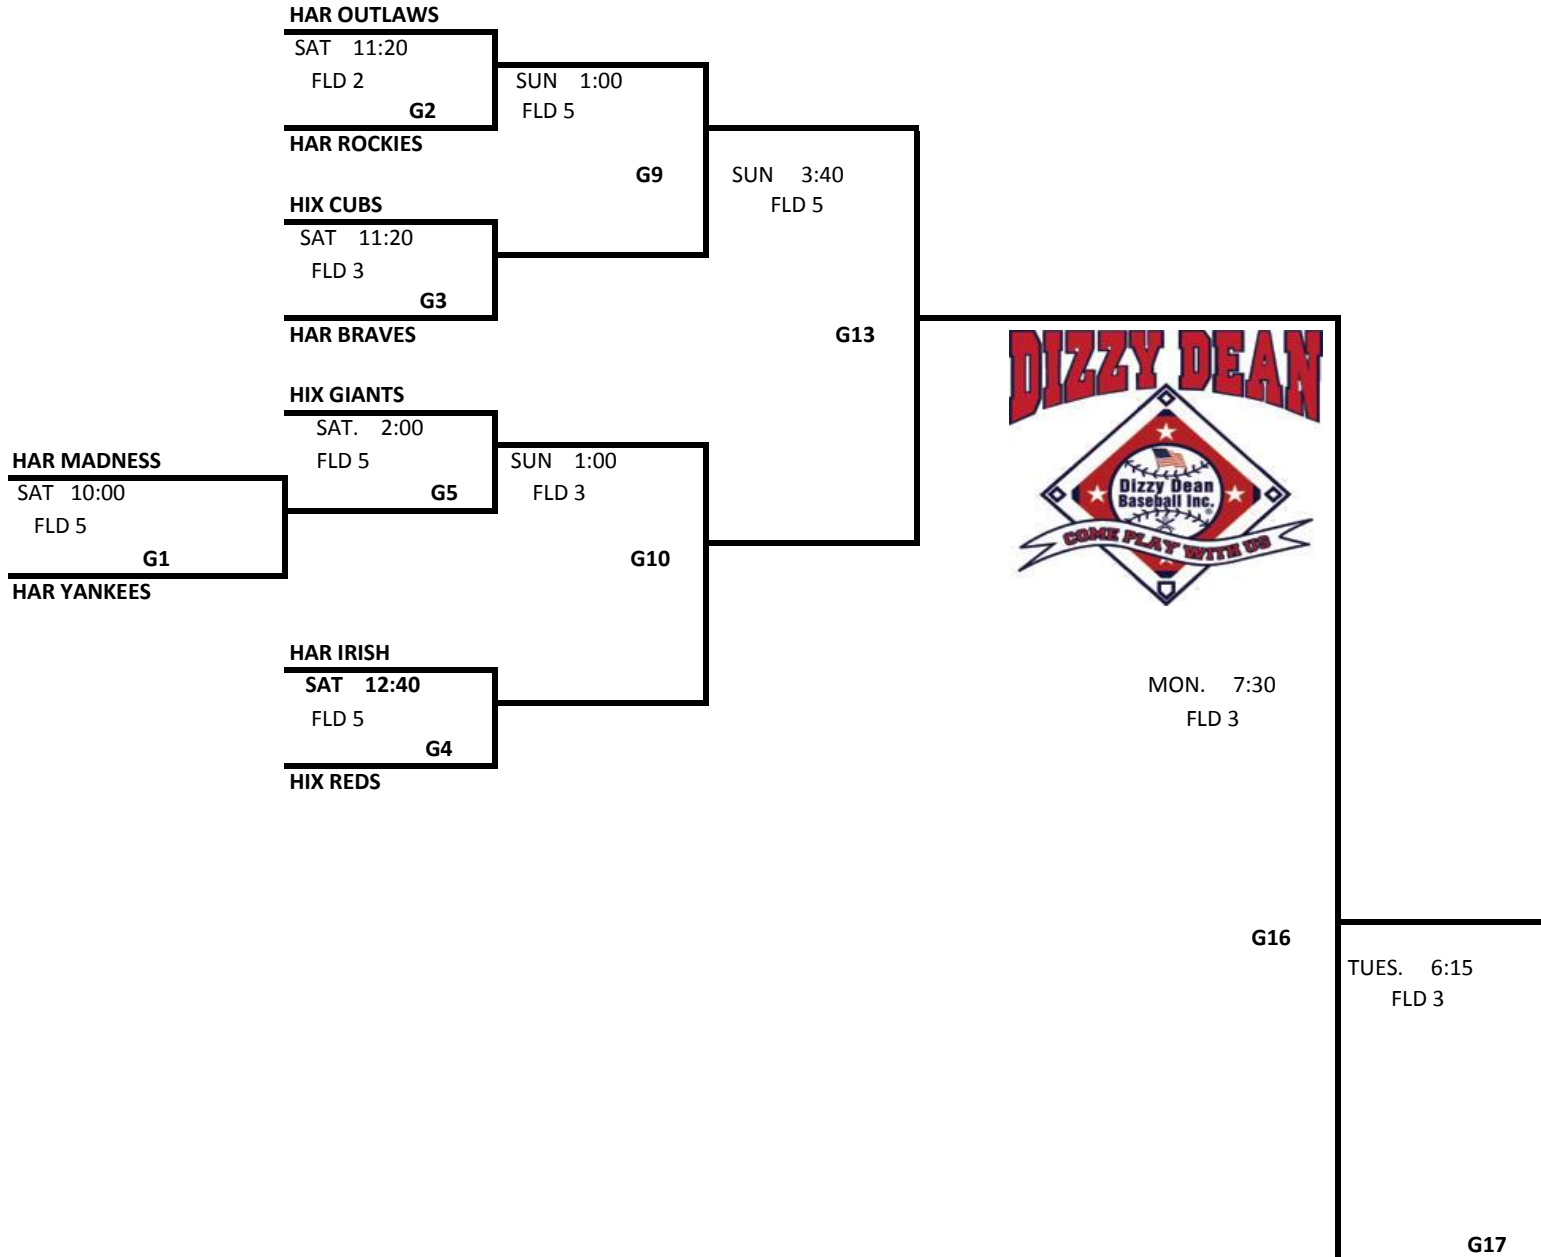 HAR OUTLAWS
SAT 11:20
FLD 2
G2
HAR ROCKIES
SUN 1:00
FLD 5
G9
HIX CUBS
SAT 11:20
FLD 3
G3
HAR BRAVES
SUN 3:40
FLD 5
G13
HIX GIANTS
SAT. 2:00
FLD 5
G5
HAR MADNESS
SAT 10:00
FLD 5
G1
HAR YANKEES
SUN 1:00
FLD 3
G10
HAR IRISH
SAT 12:40
FLD 5
G4
HIX REDS
DIZZY DEAN
Dizzy Dean
Baseball Inc.®
COME PLAY WITH US
MON. 7:30
FLD 3
G16
TUES. 6:15
FLD 3
G17